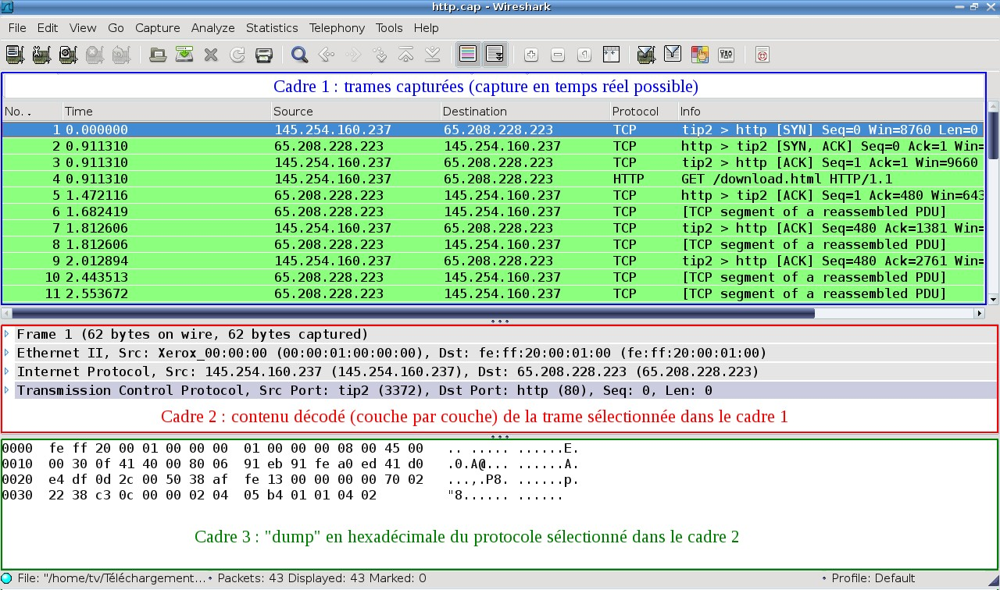 http.cap - Wireshark
File Edit View Go Capture Analyze Statistics Telephony Tools Help
Cadre 1 : trames capturées (capture en temps réel possible)
No. . Time Source Destination Protocol Info
1 0.000000 145.254.160.237 65.208.228.223 TCP tip2 > http [SYN] Seq=0 Win=8760 Len=0
2 0.911310 65.208.228.223 145.254.160.237 TCP http > tip2 [SYN, ACK] Seq=0 Ack=1 Win=
3 0.911310 145.254.160.237 65.208.228.223 TCP tip2 > http [ACK] Seq=1 Ack=1 Win=9660
4 0.911310 145.254.160.237 65.208.228.223 HTTP GET /download.html HTTP/1.1
5 1.472116 65.208.228.223 145.254.160.237 TCP http > tip2 [ACK] Seq=1 Ack=480 Win=643
6 1.682419 65.208.228.223 145.254.160.237 TCP [TCP segment of a reassembled PDU]
7 1.812606 145.254.160.237 65.208.228.223 TCP tip2 > http [ACK] Seq=480 Ack=1381 Win=
8 1.812606 65.208.228.223 145.254.160.237 TCP [TCP segment of a reassembled PDU]
9 2.012894 145.254.160.237 65.208.228.223 TCP tip2 > http [ACK] Seq=480 Ack=2761 Win=
10 2.443513 65.208.228.223 145.254.160.237 TCP [TCP segment of a reassembled PDU]
11 2.553672 65.208.228.223 145.254.160.237 TCP [TCP segment of a reassembled PDU]
Frame 1 (62 bytes on wire, 62 bytes captured)
Ethernet II, Src: Xerox_00:00:00 (00:00:01:00:00:00), Dst: fe:ff:20:00:01:00 (fe:ff:20:00:01:00)
Internet Protocol, Src: 145.254.160.237 (145.254.160.237), Dst: 65.208.228.223 (65.208.228.223)
Transmission Control Protocol, Src Port: tip2 (3372), Dst Port: http (80), Seq: 0, Len: 0
Cadre 2 : contenu décodé (couche par couche) de la trame sélectionnée dans le cadre 1
0000 fe ff 20 00 01 00 00 00 01 00 00 00 08 00 45 00 .. ..... ......E.
0010 00 30 0f 41 40 00 80 06 91 eb 91 fe a0 ed 41 d0 .0.A@... ......A.
0020 e4 df 0d 2c 00 50 38 af fe 13 00 00 00 00 70 02 ...,.P8. ......p.
0030 22 38 c3 0c 00 00 02 04 05 b4 01 01 04 02 "8...... ......
Cadre 3 : "dump" en hexadécimale du protocole sélectionné dans le cadre 2
File: "/home/tv/Téléchargement... Packets: 43 Displayed: 43 Marked: 0 Profile: Default